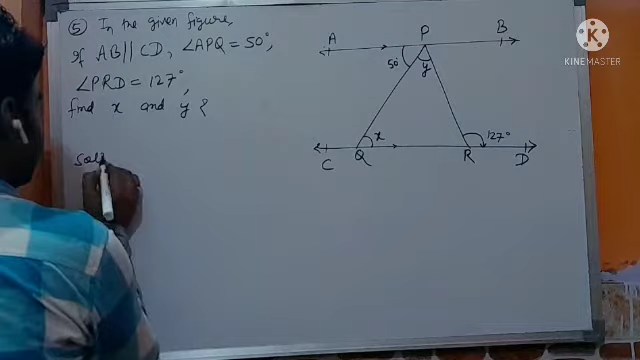 ⑤ In the given figure,
If AB || CD, ∠APQ = 50°,
∠PRD = 127°,
find x and y ?
Sol
A
P
B
50°
y
x
127°
C
Q
R
D
K
KINEMASTER